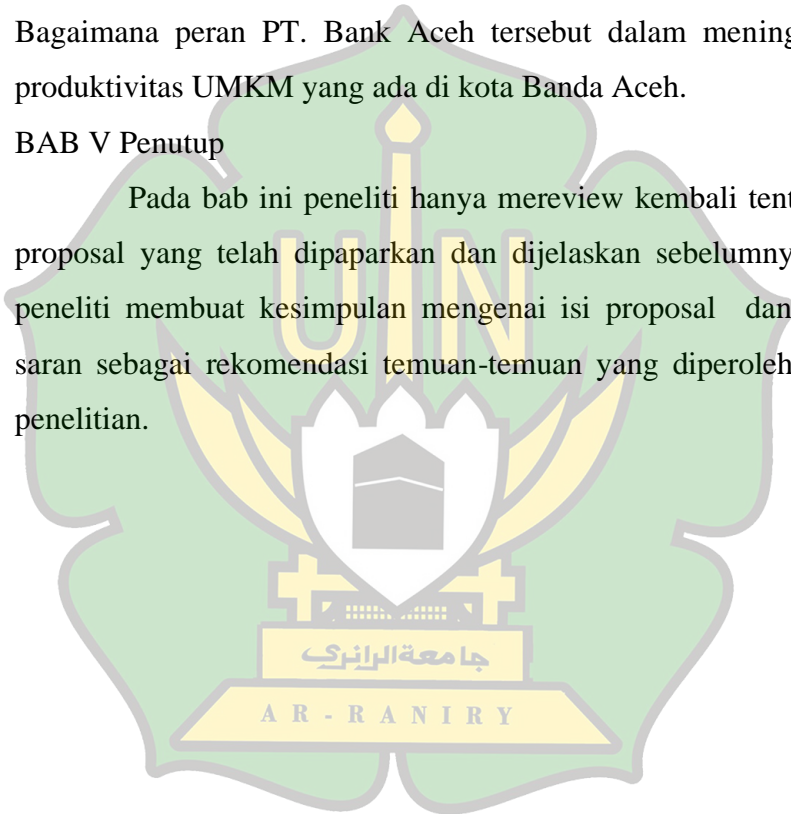 Bagaimana peran PT. Bank Aceh tersebut dalam mening
produktivitas UMKM yang ada di kota Banda Aceh.
BAB V Penutup
Pada bab ini peneliti hanya mereview kembali tent
proposal yang telah dipaparkan dan dijelaskan sebelumny
peneliti membuat kesimpulan mengenai isi proposal dan
saran sebagai rekomendasi temuan-temuan yang diperoleh
penelitian.
UIN
جامعةالرانري
AR-RANIRY